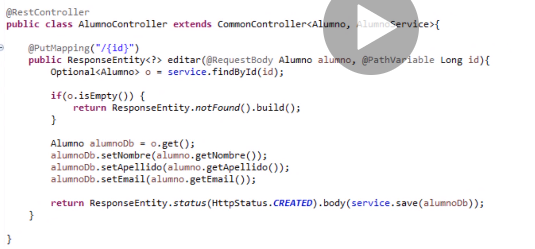 @RestController
public class AlumnoController extends CommonController<Alumno, AlumnoService>{
@PutMapping("/{id}")
public ResponseEntity<?> editar(@RequestBody Alumno alumno, @PathVariable Long id){
Optional<Alumno> o = service.findById(id);
if(o.isEmpty()) {
return ResponseEntity.notFound().build();
}
Alumno alumnoDb = o.get();
alumnoDb.setNombre(alumno.getNombre());
alumnoDb.setApellido(alumno.getApellido());
alumnoDb.setEmail(alumno.getEmail());
return ResponseEntity.status(HttpStatus.CREATED).body(service.save(alumnoDb));
}
}